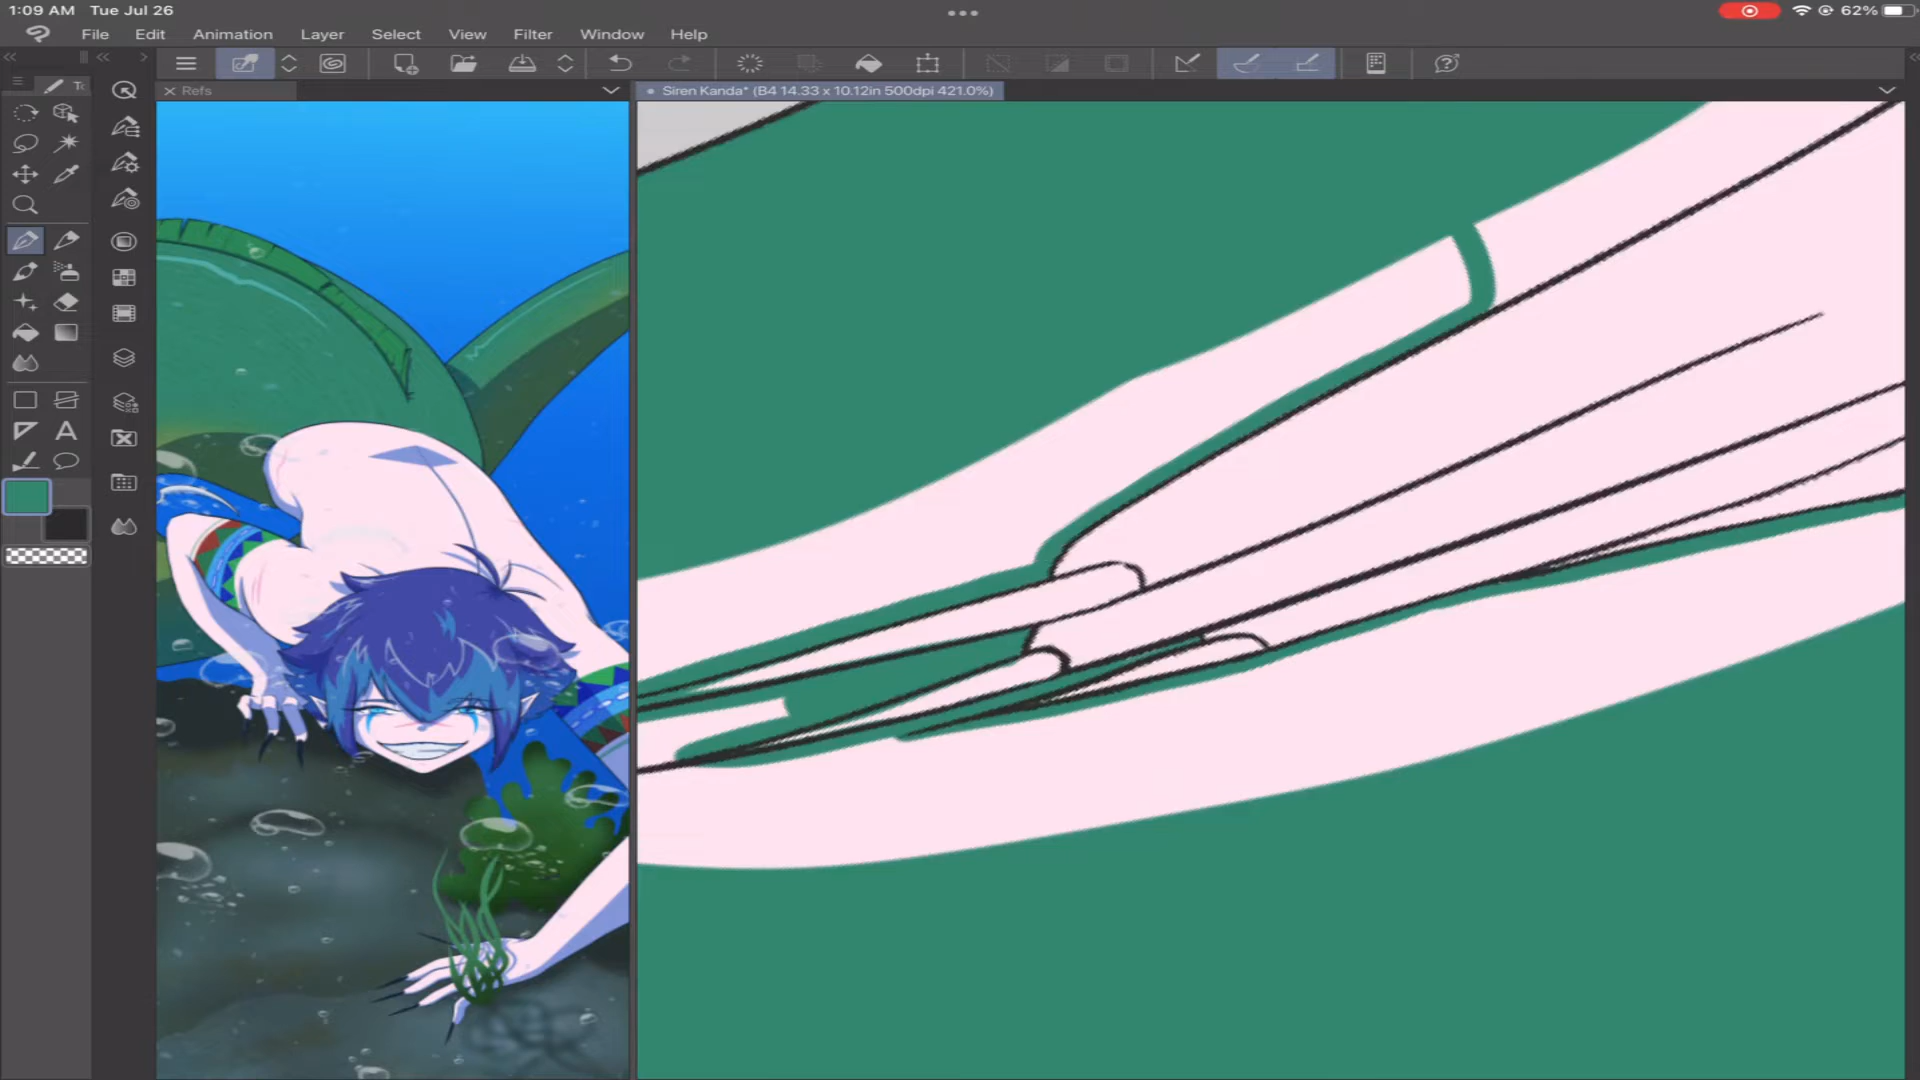 1:09 AM Tue Jul 26
62%
File Edit Animation Layer Select View Filter Window Help
Refs
Siren Kanda* (B4 14.33 x 10.12in 500dpi 421.0%)
A